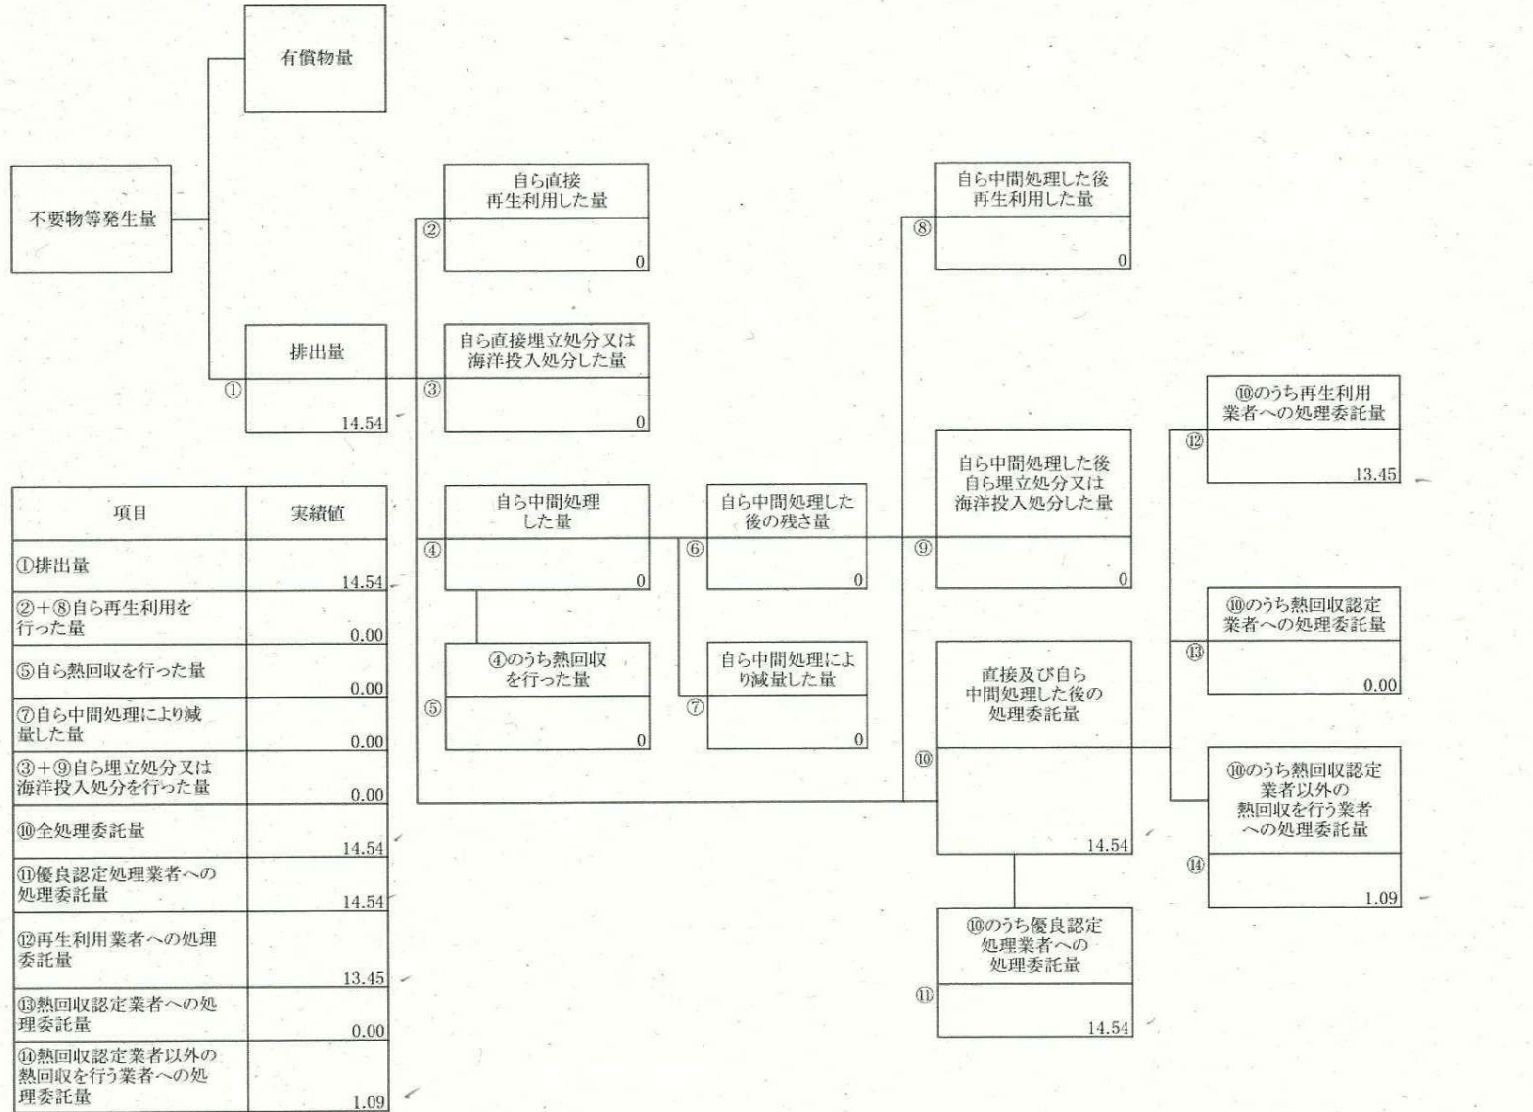 有償物量
不要物等発生量
排出量
①
14.54
自ら直接
再生利用した量
②
0
自ら直接埋立処分又は
海洋投入処分した量
③
0
自ら中間処理
した量
④
0
④のうち熱回収
を行った量
⑤
0
自ら中間処理した
後の残さ量
⑥
0
自ら中間処理によ
り減量した量
⑦
0
自ら中間処理した後
再生利用した量
⑧
0
自ら中間処理した後
自ら埋立処分又は
海洋投入処分した量
⑨
0
直接及び自ら
中間処理した後の
処理委託量
⑩
14.54
⑩のうち優良認定
処理業者への
処理委託量
⑪
14.54
⑩のうち再生利用
業者への処理委託量
⑫
13.45
⑩のうち熱回収認定
業者への処理委託量
⑬
0.00
⑩のうち熱回収認定
業者以外の
熱回収を行う業者
への処理委託量
⑭
1.09
項目 実績値
①排出量
14.54
②+⑧自ら再生利用を
行った量
0.00
⑤自ら熱回収を行った量
0.00
⑦自ら中間処理により減
量した量
0.00
③+⑨自ら埋立処分又は
海洋投入処分を行った量
0.00
⑩全処理委託量
14.54
⑪優良認定処理業者への
処理委託量
14.54
⑫再生利用業者への処理
委託量
13.45
⑬熱回収認定業者への処
理委託量
0.00
⑭熱回収認定業者以外の
熱回収を行う業者への処
理委託量
1.09